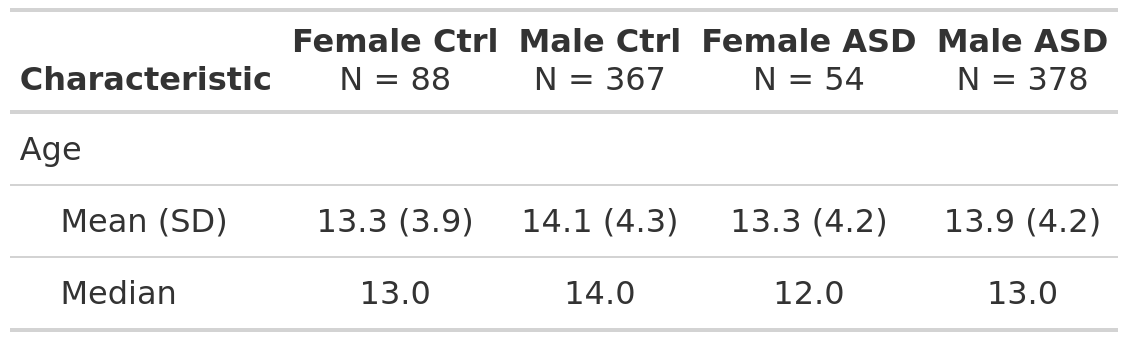 Characteristic Female Ctrl Male Ctrl Female ASD Male ASD
N = 88 N = 367 N = 54 N = 378
Age
Mean (SD) 13.3 (3.9) 14.1 (4.3) 13.3 (4.2) 13.9 (4.2)
Median 13.0 14.0 12.0 13.0